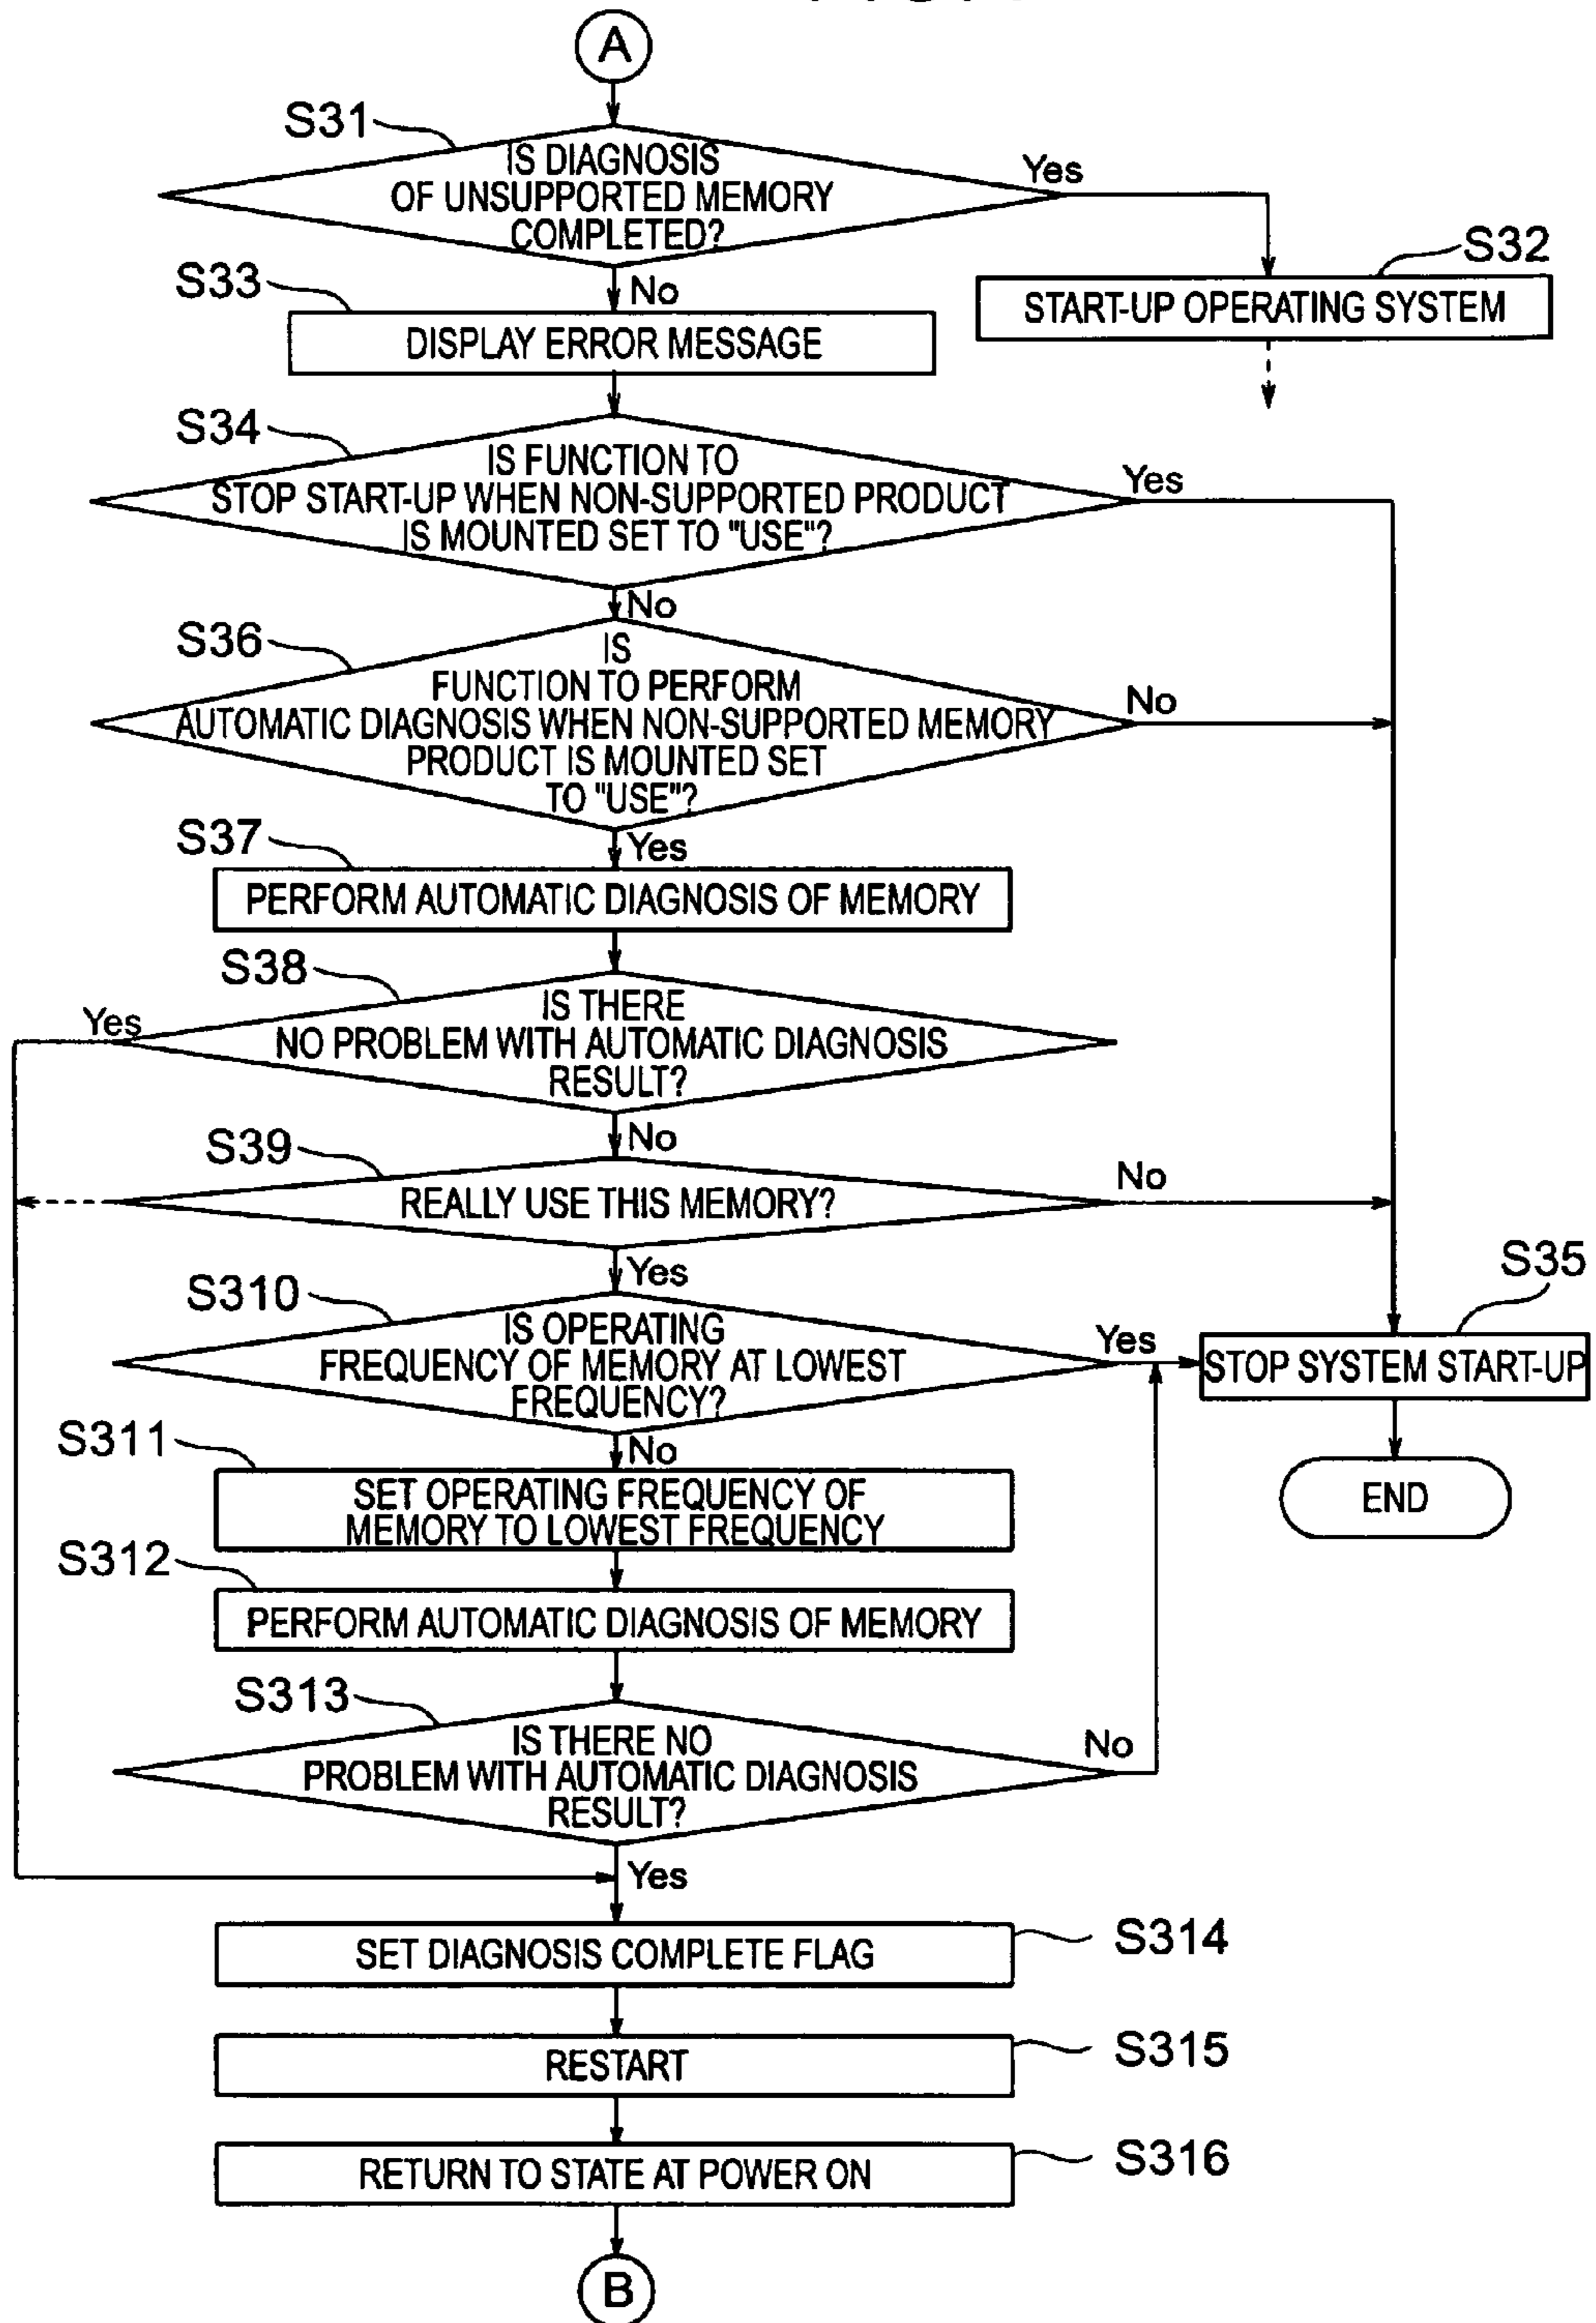 A
S31
IS DIAGNOSIS
OF UNSUPPORTED MEMORY
COMPLETED?
Yes
S32
START-UP OPERATING SYSTEM
No
S33
DISPLAY ERROR MESSAGE
S34
IS FUNCTION TO
STOP START-UP WHEN NON-SUPPORTED PRODUCT
IS MOUNTED SET TO "USE"?
Yes
No
S36
IS
FUNCTION TO PERFORM
AUTOMATIC DIAGNOSIS WHEN NON-SUPPORTED MEMORY
PRODUCT IS MOUNTED SET
TO "USE"?
No
Yes
S37
PERFORM AUTOMATIC DIAGNOSIS OF MEMORY
S38
IS THERE
NO PROBLEM WITH AUTOMATIC DIAGNOSIS
RESULT?
Yes
No
S39
REALLY USE THIS MEMORY?
No
Yes
S310
IS OPERATING
FREQUENCY OF MEMORY AT LOWEST
FREQUENCY?
Yes
S35
STOP SYSTEM START-UP
END
No
S311
SET OPERATING FREQUENCY OF
MEMORY TO LOWEST FREQUENCY
S312
PERFORM AUTOMATIC DIAGNOSIS OF MEMORY
S313
IS THERE NO
PROBLEM WITH AUTOMATIC DIAGNOSIS
RESULT?
No
Yes
SET DIAGNOSIS COMPLETE FLAG
S314
RESTART
S315
RETURN TO STATE AT POWER ON
S316
B